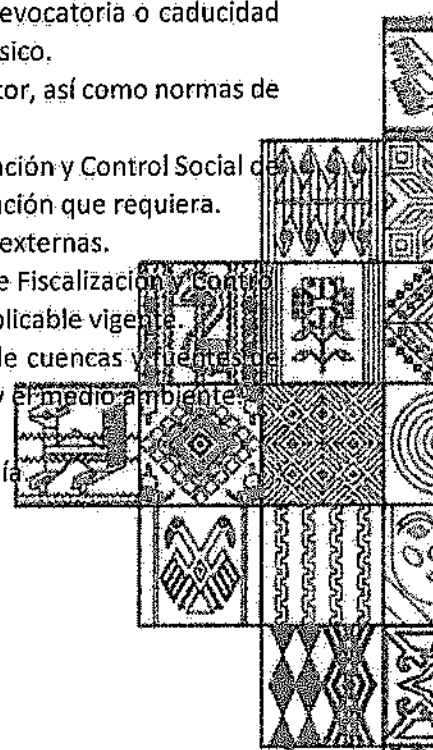 evocatoria o caducidad
sico.
tor, así como normas de
ación y Control Social de
ación que requiera.
externas.
e Fiscalización y Control
plicable vigente.
de cuencas y fuentes de
y el medio ambiente.
ía.